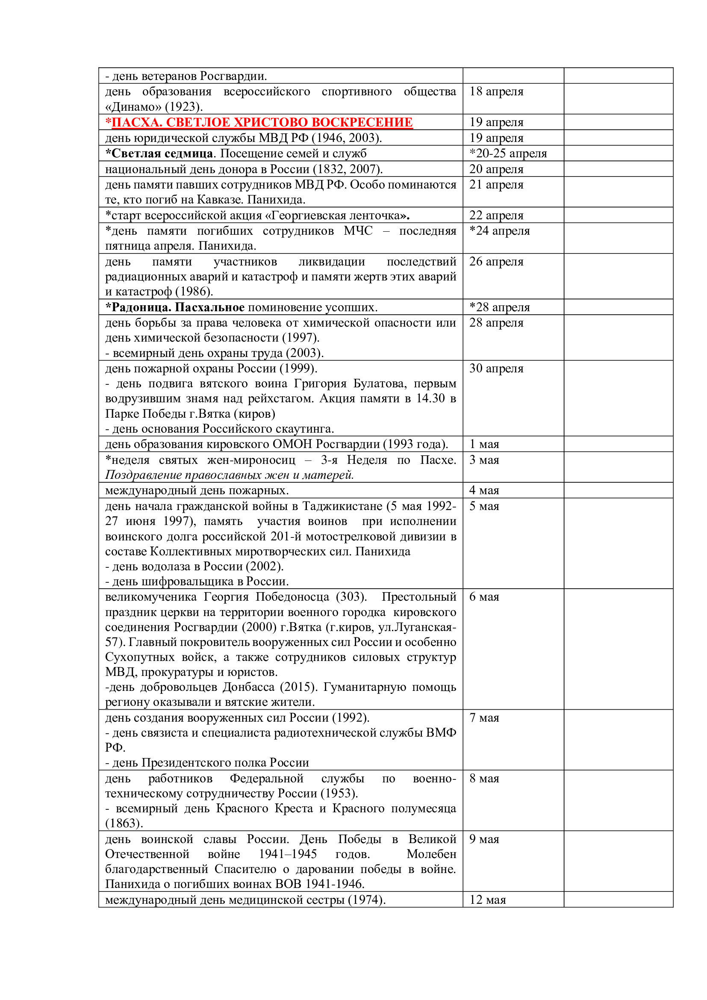 - день ветеранов Росгвардии.
день образования всероссийского спортивного общества 18 апреля
«Динамо» (1923).
*ПАСХА. СВЕТЛОЕ ХРИСТОВО ВОСКРЕСЕНИЕ 19 апреля
день юридической службы МВД РФ (1946, 2003). 19 апреля
*Светлая седмица. Посещение семей и служб *20-25 апреля
национальный день донора в России (1832, 2007). 20 апреля
день памяти павших сотрудников МВД РФ. Особо поминаются 21 апреля
те, кто погиб на Кавказе. Панихида.
*старт всероссийской акция «Георгиевская ленточка». 22 апреля
*день памяти погибших сотрудников МЧС – последняя *24 апреля
пятница апреля. Панихида.
день памяти участников ликвидации последствий 26 апреля
радиационных аварий и катастроф и памяти жертв этих аварий
и катастроф (1986).
*Радоница. Пасхальное поминовение усопших. *28 апреля
день борьбы за права человека от химической опасности или 28 апреля
день химической безопасности (1997).
- всемирный день охраны труда (2003).
день пожарной охраны России (1999). 30 апреля
- день подвига вятского воина Григория Булатова, первым
водрузившим знамя над рейхстагом. Акция памяти в 14.30 в
Парке Победы г.Вятка (киров)
- день основания Российского скаутинга.
день образования кировского ОМОН Росгвардии (1993 года). 1 мая
*неделя святых жен-мироносиц – 3-я Неделя по Пасхе. 3 мая
Поздравление православных жен и матерей.
международный день пожарных. 4 мая
день начала гражданской войны в Таджикистане (5 мая 1992- 5 мая
27 июня 1997), память участия воинов при исполнении
воинского долга российской 201-й мотострелковой дивизии в
составе Коллективных миротворческих сил. Панихида
- день водолаза в России (2002).
- день шифровальщика в России.
великомученика Георгия Победоносца (303). Престольный 6 мая
праздник церкви на территории военного городка кировского
соединения Росгвардии (2000) г.Вятка (г.киров, ул.Луганская-
57). Главный покровитель вооруженных сил России и особенно
Сухопутных войск, а также сотрудников силовых структур
МВД, прокуратуры и юристов.
-день добровольцев Донбасса (2015). Гуманитарную помощь
региону оказывали и вятские жители.
день создания вооруженных сил России (1992). 7 мая
- день связиста и специалиста радиотехнической службы ВМФ
РФ.
- день Президентского полка России
день работников Федеральной службы по военно- 8 мая
техническому сотрудничеству России (1953).
- всемирный день Красного Креста и Красного полумесяца
(1863).
день воинской славы России. День Победы в Великой 9 мая
Отечественной войне 1941–1945 годов. Молебен
благодарственный Спасителю о даровании победы в войне.
Панихида о погибших воинах ВОВ 1941-1946.
международный день медицинской сестры (1974). 12 мая